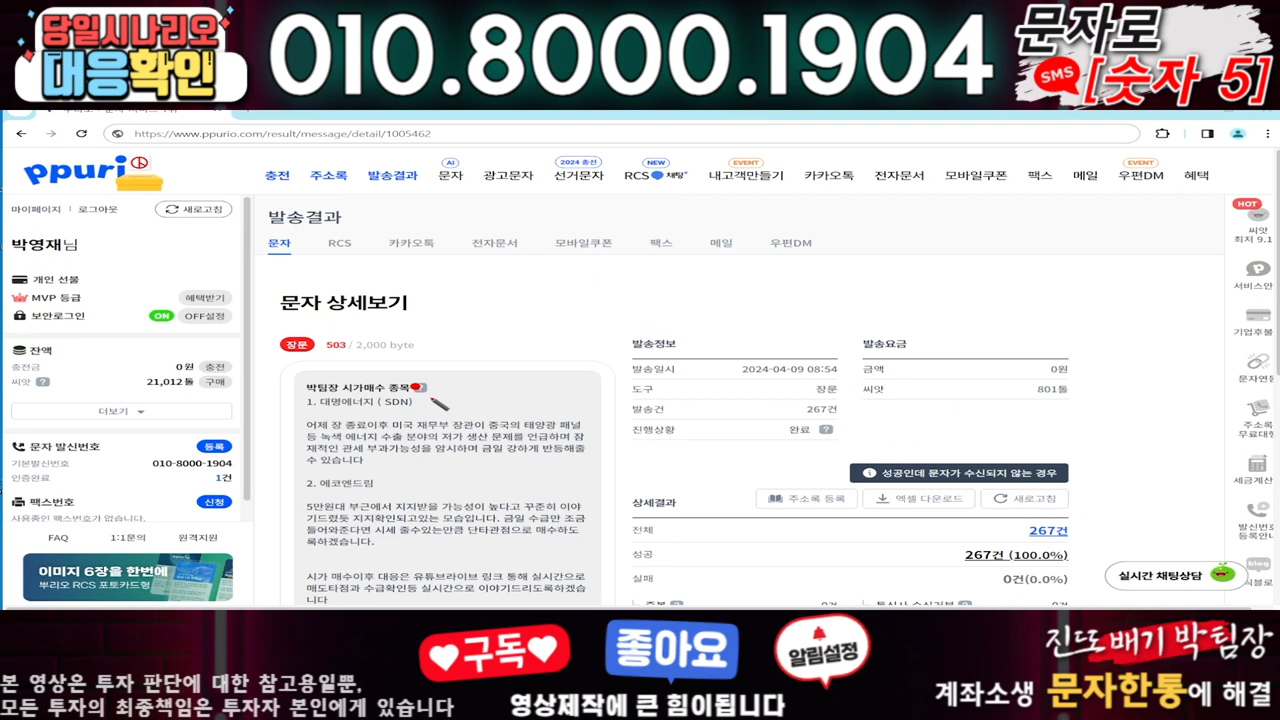 당일시나리오
대응확인
010.8000.1904
문자로
SMS [숫자 5]
https://www.ppurio.com/result/message/detail/1005462
ppuri
충전 주소록 발송결과 AI 문자 광고문자 2024 총선 선거문자 NEW RCS 채팅+ EVENT 내고객만들기 카카오톡 전자문서 모바일쿠폰 팩스 메일 EVENT 우편DM 혜택
마이페이지 | 로그아웃 새로고침
박영재님
개인 선불
MVP 등급 혜택받기
보안로그인 ON OFF설정
잔액
충전금 0원 충전
씨앗 ? 21,012톨 구매
더보기
문자 발신번호 등록
기본발신번호 010-8000-1904
인증완료 1건
팩스번호 신청
사용중인 팩스번호가 없습니다.
FAQ 1:1문의 원격지원
이미지 6장을 한번에
뿌리오 RCS 포토카드형
발송결과
문자 RCS 카카오톡 전자문서 모바일쿠폰 팩스 메일 우편DM
문자 상세보기
장문 503 / 2,000 byte
박팀장 시가매수 종목
1. 대명에너지 ( SDN)
어제 장 종료이후 미국 재무부 장관이 중국의 태양광 패널
등 녹색 에너지 수출 분야의 저가 생산 문제를 언급하며 잠
재적인 관세 부과가능성을 암시하며 금일 강하게 반등해줄
수 있습니다
2. 에코앤드림
5만원대 부근에서 지지받을 가능성이 높다고 꾸준히 이야
기드렸듯 지지확인되고있는 모습입니다. 금일 수급만 조금
들어와준다면 시세 줄수있는만큼 단타관점으로 매수하도
록하겠습니다.
시가 매수이후 대응은 유튜브라이브 링크 통해 실시간으로
매도타점과 수급확인등 실시간으로 이야기드리도록하겠습
니다
발송정보
발송일시 2024-04-09 08:54
도구 장문
발송건 267건
진행상황 완료 ?
발송요금
금액 0원
씨앗 801톨
성공인데 문자가 수신되지 않는 경우
상세결과 주소록 등록 엑셀 다운로드 새로고침
전체 267건
성공 267건 (100.0%)
실패 0건(0.0%)
HOT
씨앗
최저 9.1
서비스안
기업후불
문자연동
주소록
무료대행
세금계산
발신번호
등록안내
blog
실시간 채팅상담
본 영상은 투자 판단에 대한 참고용일뿐,
모든 투자의 최종책임은 투자자 본인에게 있습니다
구독 좋아요 알림설정
영상제작에 큰 힘이됩니다
진또배기 박팀장
계좌소생 문자한통에 해결